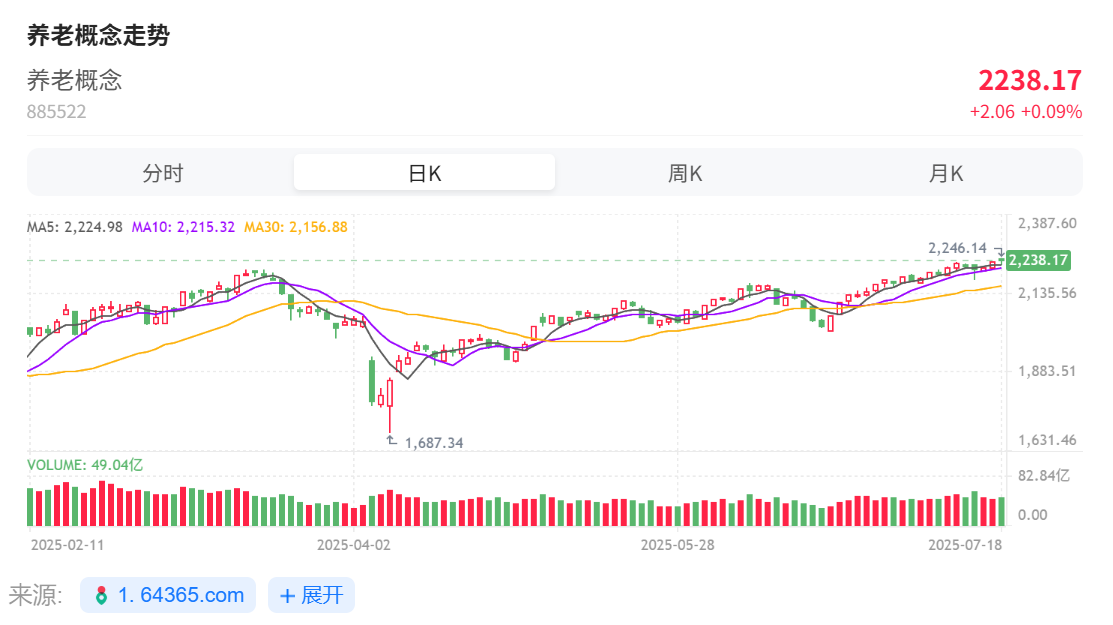 养老概念走势
养老概念
2238.17
885522
+2.06 +0.09%
分时
日K
周K
月K
MA5: 2,224.98 MA10: 2,215.32 MA30: 2,156.88
2,387.60
2,246.14
2,238.17
2,135.56
1,883.51
1,687.34
1,631.46
VOLUME: 49.04亿
82.84亿
0.00
2025-02-11
2025-04-02
2025-05-28
2025-07-18
来源:
1. 64365.com
+ 展开